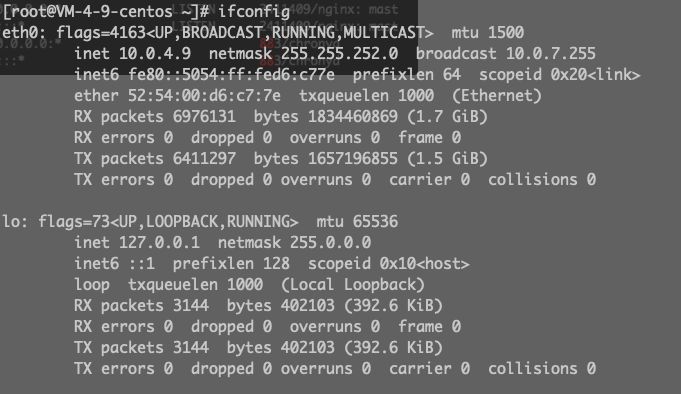 [root@VM-4-9-centos ~]# ifconfig
eth0: flags=4163<UP,BROADCAST,RUNNING,MULTICAST>  mtu 1500
        inet 10.0.4.9  netmask 255.255.252.0  broadcast 10.0.7.255
        inet6 fe80::5054:ff:fed6:c77e  prefixlen 64  scopeid 0x20<link>
        ether 52:54:00:d6:c7:7e  txqueuelen 1000  (Ethernet)
        RX packets 6976131  bytes 1834460869 (1.7 GiB)
        RX errors 0  dropped 0  overruns 0  frame 0
        TX packets 6411297  bytes 1657196855 (1.5 GiB)
        TX errors 0  dropped 0 overruns 0  carrier 0  collisions 0

lo: flags=73<UP,LOOPBACK,RUNNING>  mtu 65536
        inet 127.0.0.1  netmask 255.0.0.0
        inet6 ::1  prefixlen 128  scopeid 0x10<host>
        loop  txqueuelen 1000  (Local Loopback)
        RX packets 3144  bytes 402103 (392.6 KiB)
        RX errors 0  dropped 0  overruns 0  frame 0
        TX packets 3144  bytes 402103 (392.6 KiB)
        TX errors 0  dropped 0 overruns 0  carrier 0  collisions 0